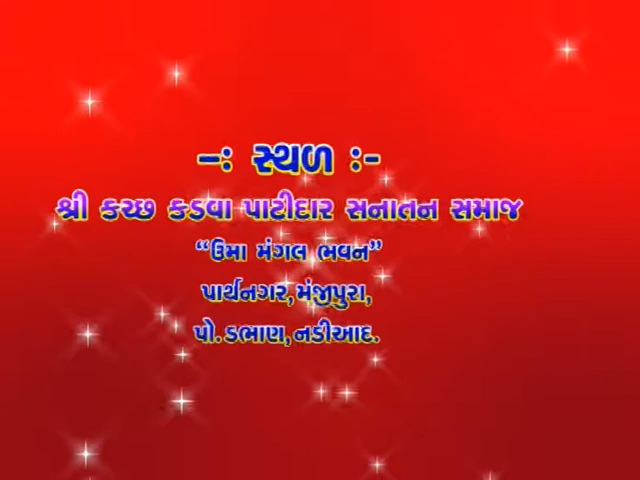 –: સ્થળ :-
શ્રી કચ્છ કડવા પાટીદાર સનાતન સમાજ
“ઉમા મંગલ ભવન”
પાર્થનગર,મંજીપુરા,
પો. ડભાણ,નડીઆદ.